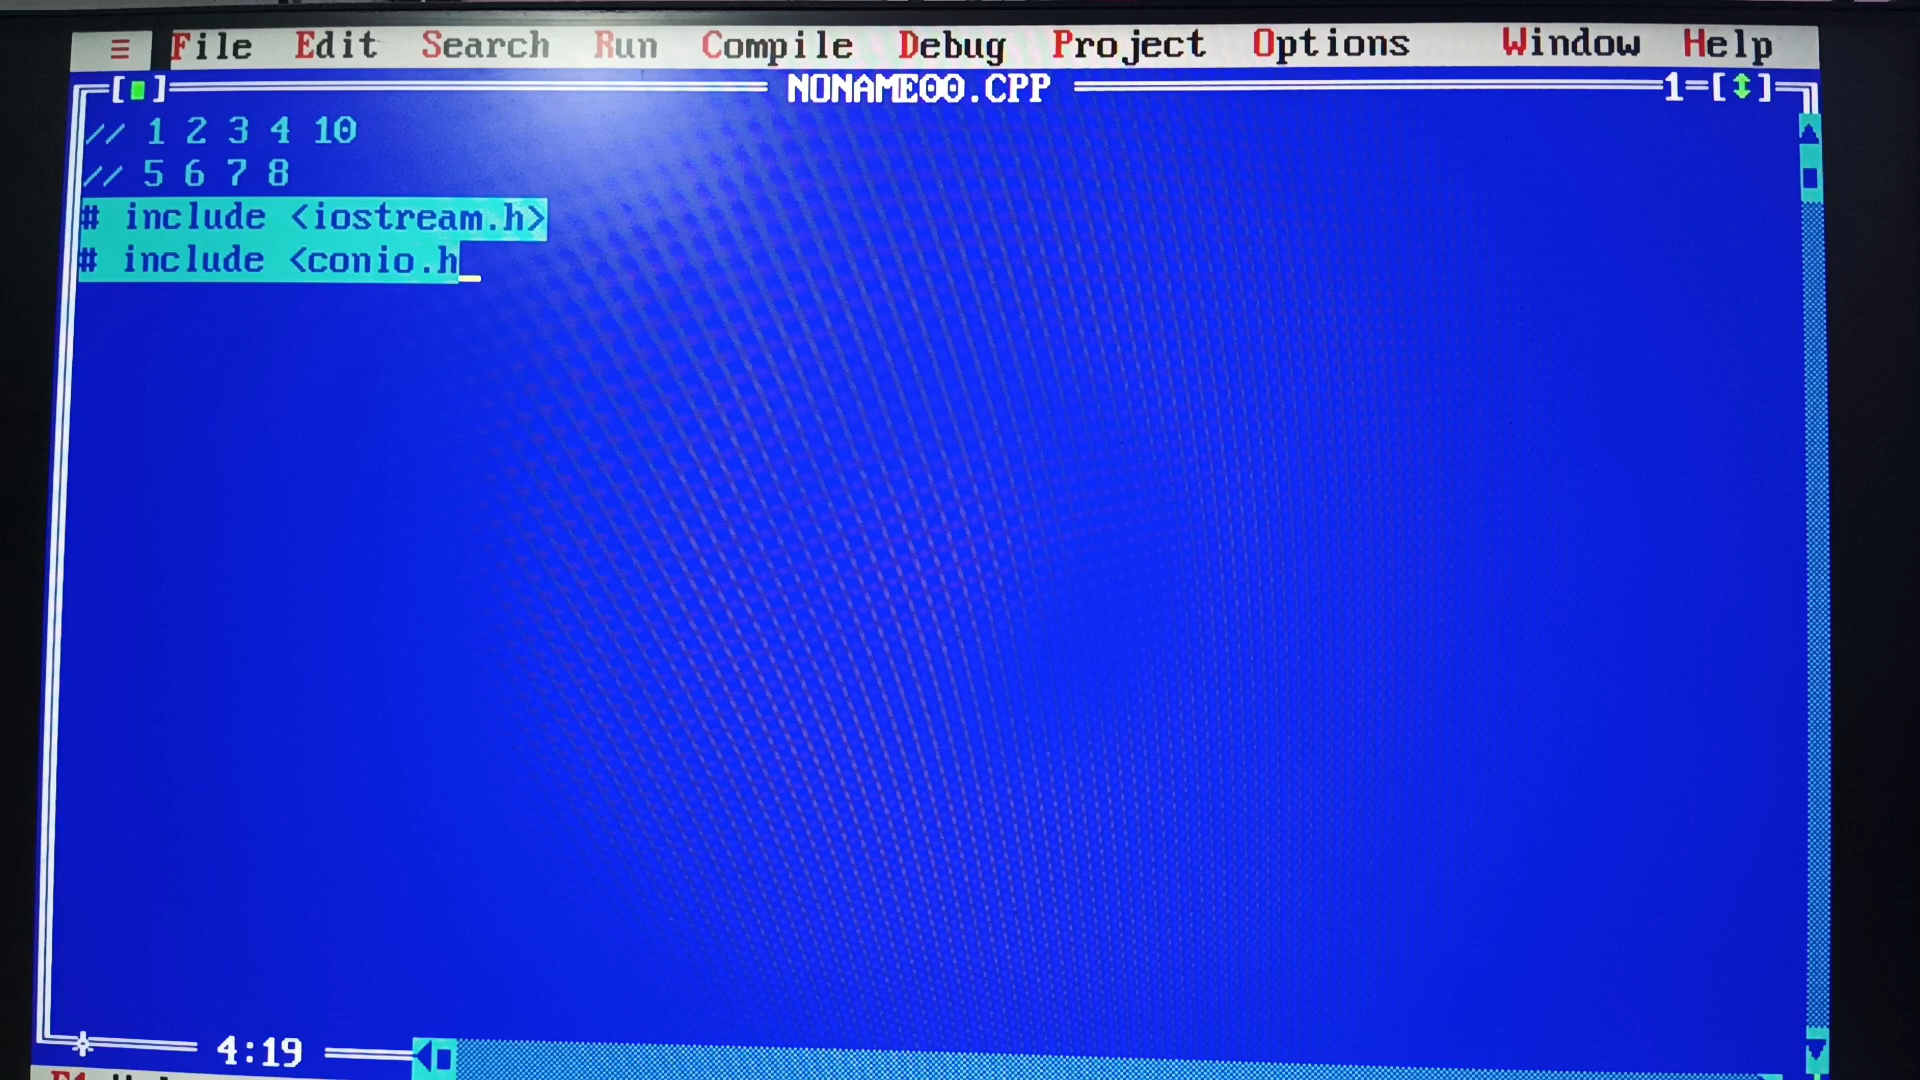 ≡ File Edit Search Run Compile Debug Project Options Window Help
[■] NONAME00.CPP 1=[↕]
// 1 2 3 4 10
// 5 6 7 8
# include <iostream.h>
# include <conio.h
4:19